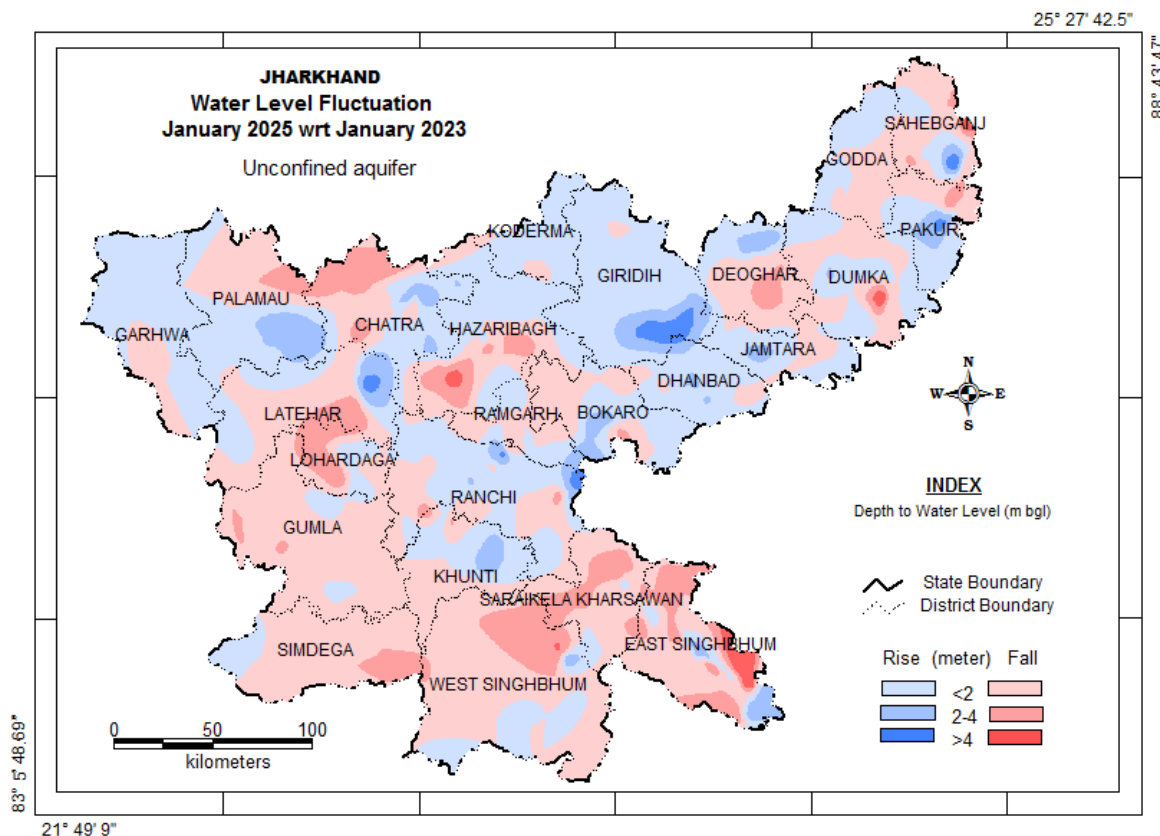 25° 27' 42.5"
88° 43' 47"
JHARKHAND
Water Level Fluctuation
January 2025 wrt January 2023
Unconfined aquifer
SAHEBGANJ
GODDA
PAKUR
KODERMA
GIRIDIH
DEOGHAR
DUMKA
PALAMAU
GARHWA
CHATRA
HAZARIBAGH
JAMTARA
DHANBAD
LATEHAR
RAMGARH
BOKARO
LOHARDAGA
RANCHI
GUMLA
KHUNTI
SARAIKELA KHARSAWAN
SIMDEGA
EAST SINGHBHUM
WEST SINGHBHUM
N
W E
S
INDEX
Depth to Water Level (m bgl)
State Boundary
District Boundary
Rise (meter) Fall
<2
2-4
>4
0 50 100
kilometers
83° 5' 48.69"
21° 49' 9"